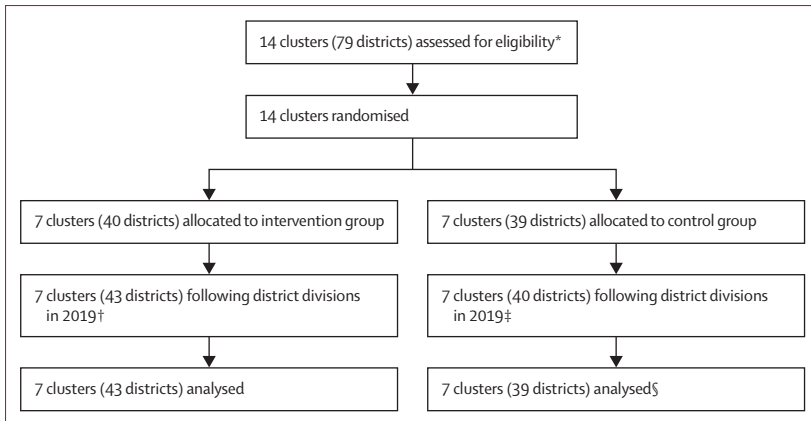 14 clusters (79 districts) assessed for eligibility*
14 clusters randomised
7 clusters (40 districts) allocated to intervention group
7 clusters (39 districts) allocated to control group
7 clusters (43 districts) following district divisions
in 2019†
7 clusters (40 districts) following district divisions
in 2019‡
7 clusters (43 districts) analysed
7 clusters (39 districts) analysed§